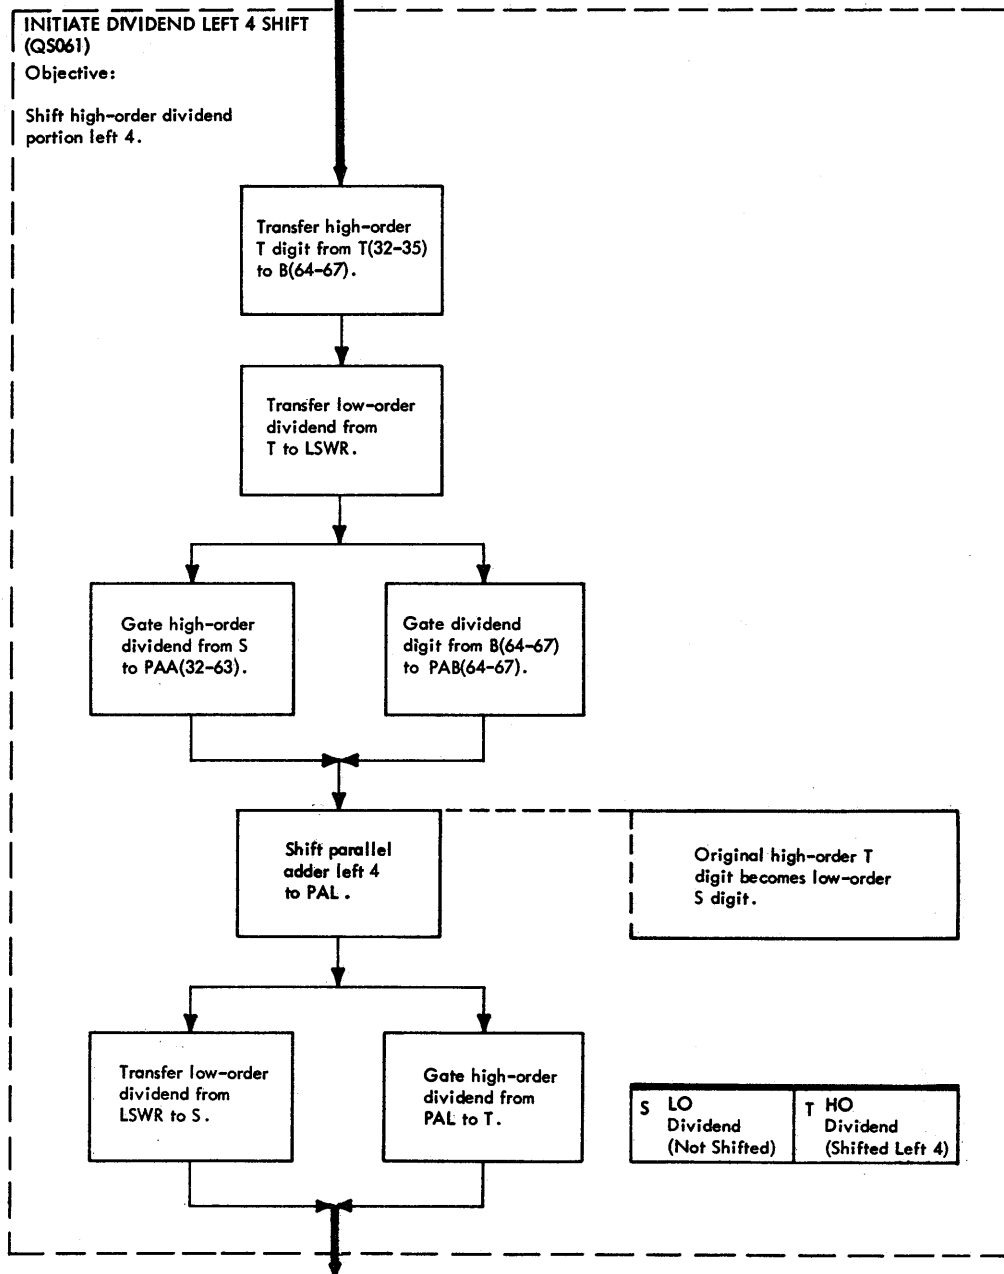 INITIATE DIVIDEND LEFT 4 SHIFT
(QS061)
Objective:
Shift high-order dividend
portion left 4.
Transfer high-order
T digit from T(32-35)
to B(64-67).
Transfer low-order
dividend from
T to LSWR.
Gate high-order
dividend from S
to PAA(32-63).
Gate dividend
digit from B(64-67)
to PAB(64-67).
Shift parallel
adder left 4
to PAL.
Original high-order T
digit becomes low-order
S digit.
Transfer low-order
dividend from
LSWR to S.
Gate high-order
dividend from
PAL to T.
S LO
Dividend
(Not Shifted)
T HO
Dividend
(Shifted Left 4)